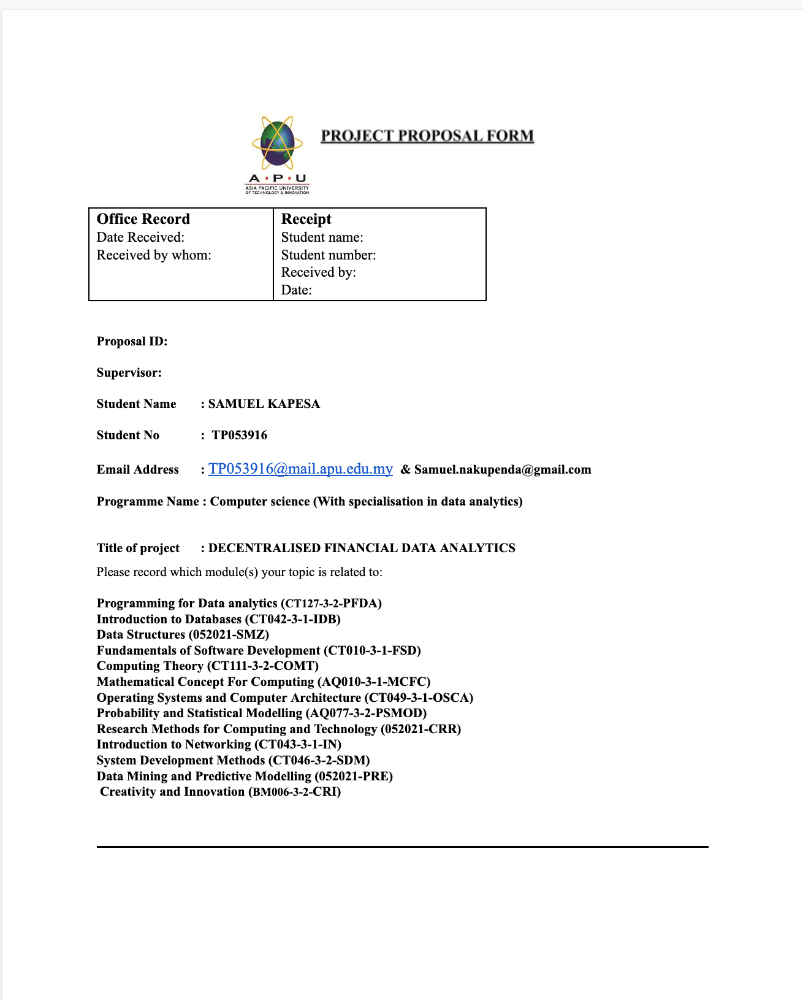 PROJECT PROPOSAL FORM
A·P·U
ASIA PACIFIC UNIVERSITY
OF TECHNOLOGY & INNOVATION
Office Record
Date Received:
Received by whom:
Receipt
Student name:
Student number:
Received by:
Date:
Proposal ID:
Supervisor:
Student Name : SAMUEL KAPESA
Student No : TP053916
Email Address : TP053916@mail.apu.edu.my & Samuel.nakupenda@gmail.com
Programme Name : Computer science (With specialisation in data analytics)
Title of project : DECENTRALISED FINANCIAL DATA ANALYTICS
Please record which module(s) your topic is related to:
Programming for Data analytics (CT127-3-2-PFDA)
Introduction to Databases (CT042-3-1-IDB)
Data Structures (052021-SMZ)
Fundamentals of Software Development (CT010-3-1-FSD)
Computing Theory (CT111-3-2-COMT)
Mathematical Concept For Computing (AQ010-3-1-MCFC)
Operating Systems and Computer Architecture (CT049-3-1-OSCA)
Probability and Statistical Modelling (AQ077-3-2-PSMOD)
Research Methods for Computing and Technology (052021-CRR)
Introduction to Networking (CT043-3-1-IN)
System Development Methods (CT046-3-2-SDM)
Data Mining and Predictive Modelling (052021-PRE)
Creativity and Innovation (BM006-3-2-CRI)